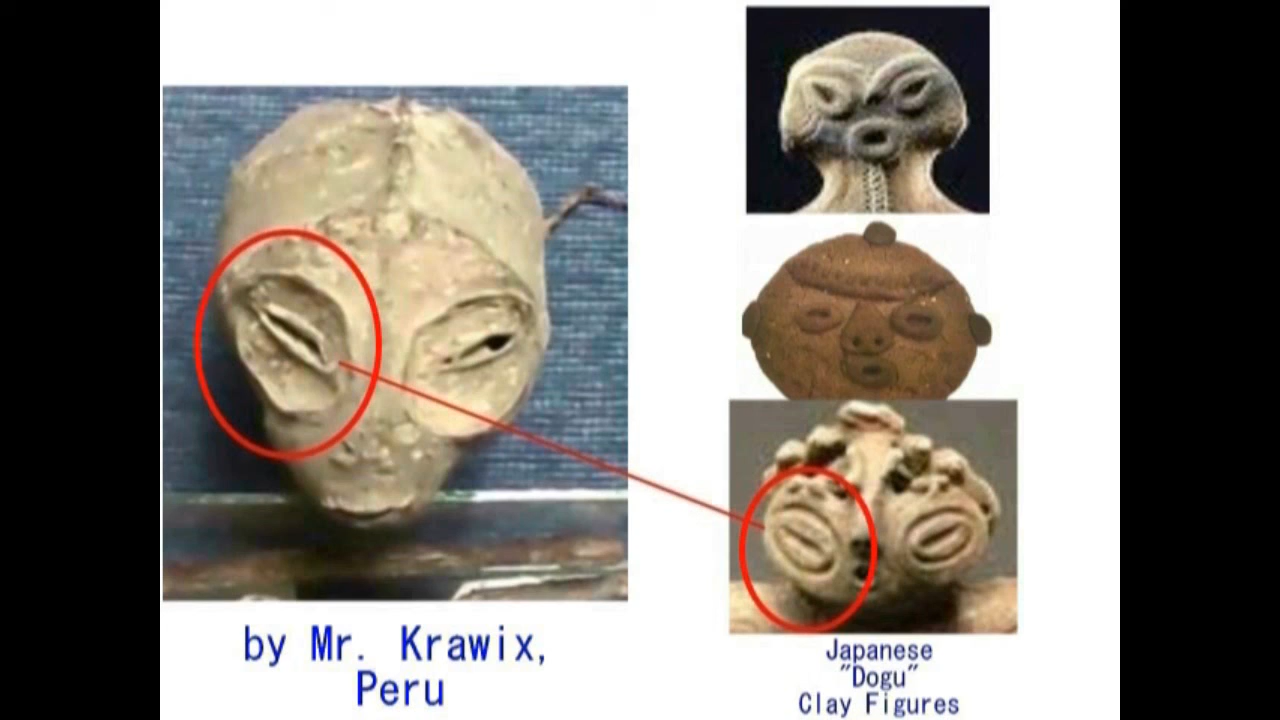 by Mr. Krawix,
Peru
Japanese
"Dogu"
Clay Figures